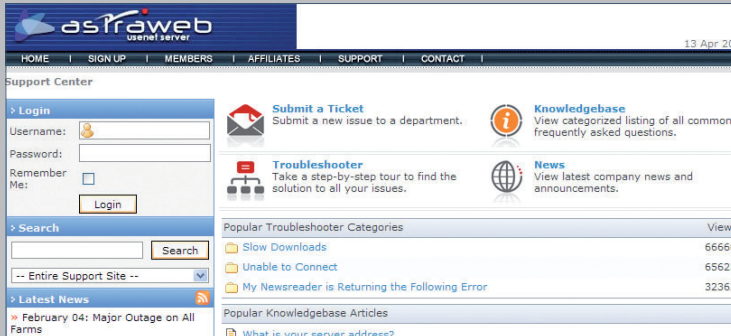 astraweb
usenet server
13 Apr 20
HOME | SIGN UP | MEMBERS | AFFILIATES | SUPPORT | CONTACT |
Support Center
> Login
Username:
Password:
Remember
Me:
Login
> Search
Search
-- Entire Support Site --
> Latest News
» February 04: Major Outage on All
Farms
Submit a Ticket
Submit a new issue to a department.
Knowledgebase
View categorized listing of all common
frequently asked questions.
Troubleshooter
Take a step-by-step tour to find the
solution to all your issues.
News
View latest company news and
announcements.
Popular Troubleshooter Categories View
Slow Downloads 6666
Unable to Connect 6562
My Newsreader is Returning the Following Error 3236
Popular Knowledgebase Articles
What is your server address?